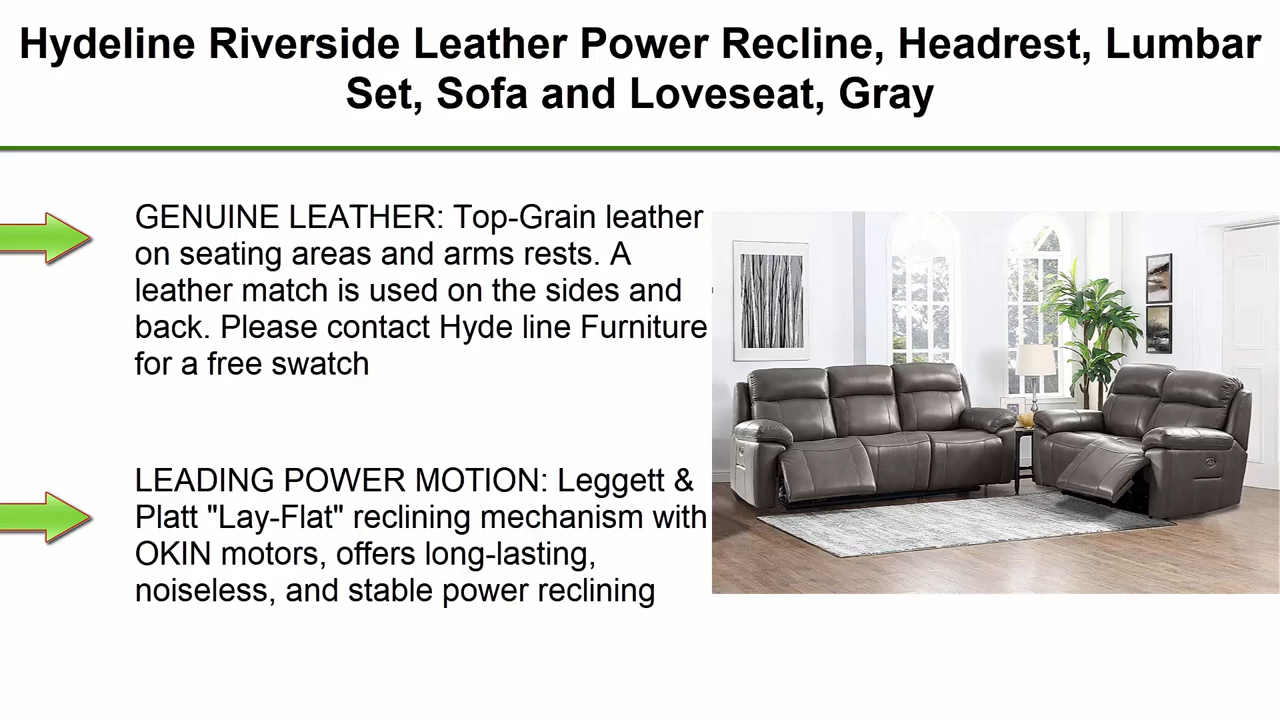 Hydeline Riverside Leather Power Recline, Headrest, Lumbar
Set, Sofa and Loveseat, Gray
GENUINE LEATHER: Top-Grain leather
on seating areas and arms rests. A
leather match is used on the sides and
back. Please contact Hyde line Furniture
for a free swatch
LEADING POWER MOTION: Leggett &
Platt "Lay-Flat" reclining mechanism with
OKIN motors, offers long-lasting,
noiseless, and stable power reclining